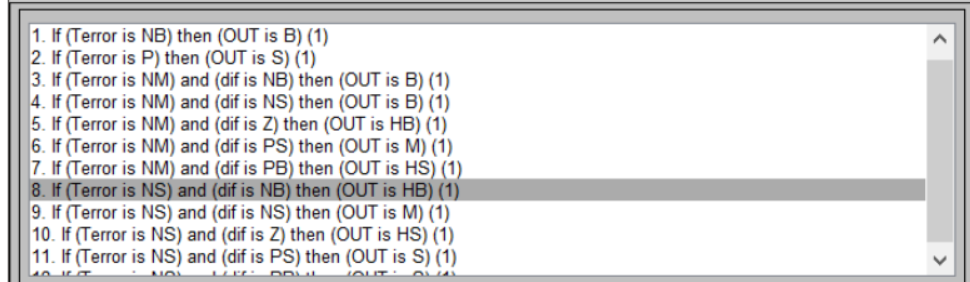 1. If (Terror is NB) then (OUT is B) (1)
2. If (Terror is P) then (OUT is S) (1)
3. If (Terror is NM) and (dif is NB) then (OUT is B) (1)
4. If (Terror is NM) and (dif is NS) then (OUT is B) (1)
5. If (Terror is NM) and (dif is Z) then (OUT is HB) (1)
6. If (Terror is NM) and (dif is PS) then (OUT is M) (1)
7. If (Terror is NM) and (dif is PB) then (OUT is HS) (1)
8. If (Terror is NS) and (dif is NB) then (OUT is HB) (1)
9. If (Terror is NS) and (dif is NS) then (OUT is M) (1)
10. If (Terror is NS) and (dif is Z) then (OUT is HS) (1)
11. If (Terror is NS) and (dif is PS) then (OUT is S) (1)